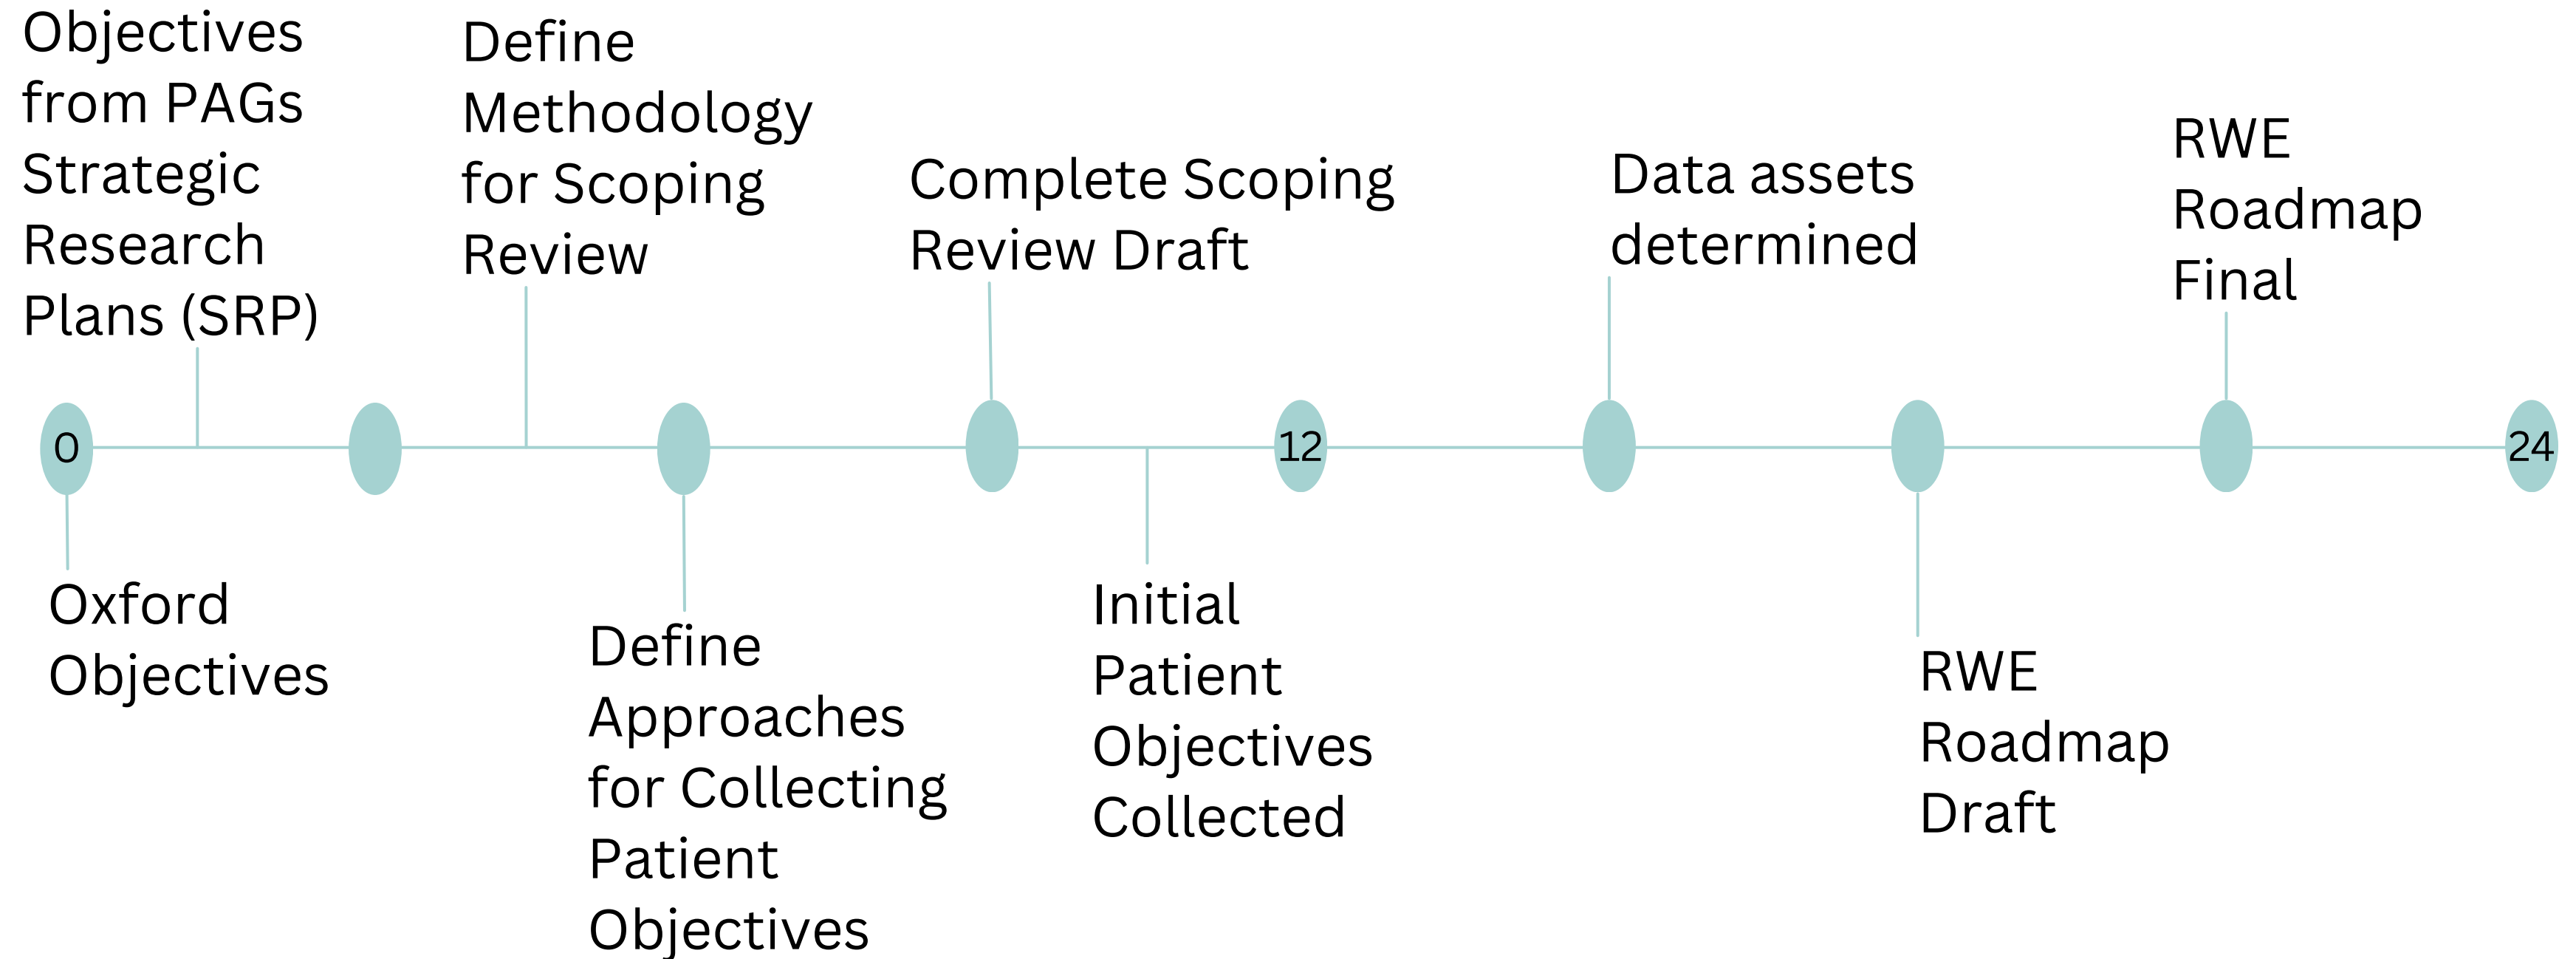 Objectives
from PAGs
Strategic
Research
Plans (SRP)
Define
Methodology
for Scoping
Review
Complete Scoping
Review Draft
Data assets
determined
RWE
Roadmap
Final
0
12
24
Oxford
Objectives
Define
Approaches
for Collecting
Patient
Objectives
Initial
Patient
Objectives
Collected
RWE
Roadmap
Draft